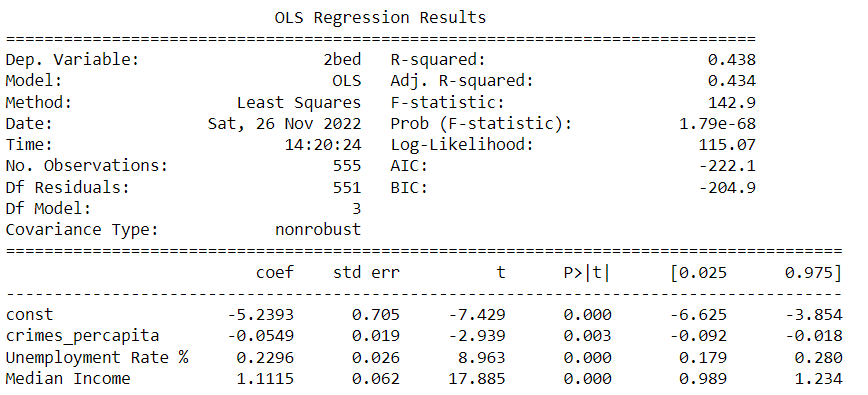 OLS Regression Results
==============================================================================
Dep. Variable: 2bed R-squared: 0.438
Model: OLS Adj. R-squared: 0.434
Method: Least Squares F-statistic: 142.9
Date: Sat, 26 Nov 2022 Prob (F-statistic): 1.79e-68
Time: 14:20:24 Log-Likelihood: 115.07
No. Observations: 555 AIC: -222.1
Df Residuals: 551 BIC: -204.9
Df Model: 3
Covariance Type: nonrobust
=======================================================================================
coef std err t P>|t| [0.025 0.975]
---------------------------------------------------------------------------------------
const -5.2393 0.705 -7.429 0.000 -6.625 -3.854
crimes_percapita -0.0549 0.019 -2.939 0.003 -0.092 -0.018
Unemployment Rate % 0.2296 0.026 8.963 0.000 0.179 0.280
Median Income 1.1115 0.062 17.885 0.000 0.989 1.234